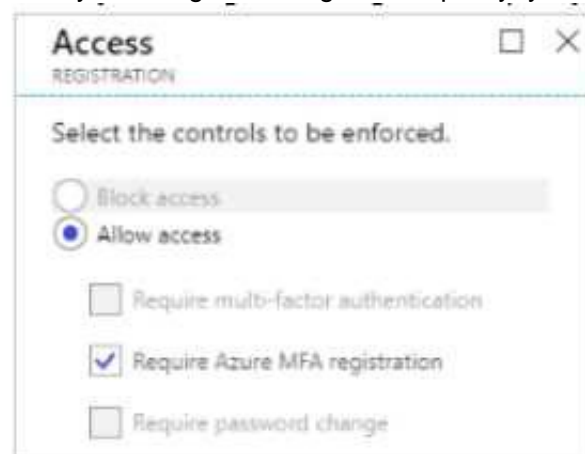 Access
REGISTRATION
Select the controls to be enforced.
Block access
Allow access
Require multi-factor authentication
Require Azure MFA registration
Require password change